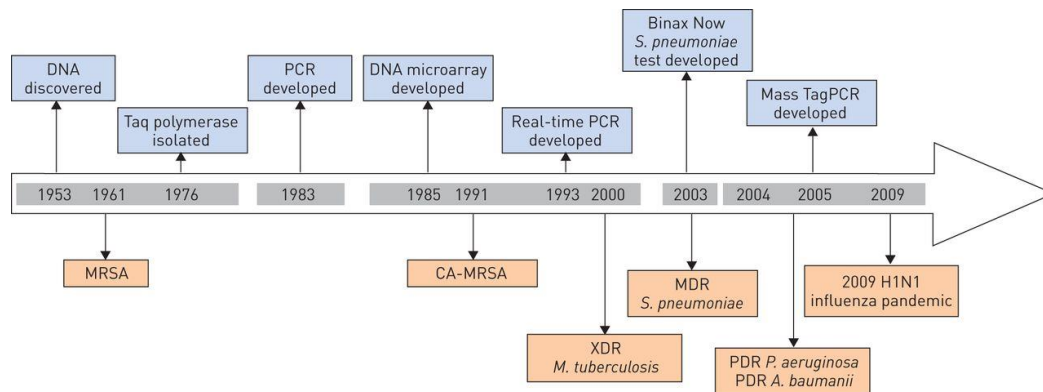 Binax Now
S. pneumoniae
test developed
DNA
discovered
PCR
developed
DNA microarray
developed
Mass TagPCR
developed
Taq polymerase
isolated
Real-time PCR
developed
1953 1961 1976 1983 1985 1991 1993 2000 2003 2004 2005 2009
MRSA
CA-MRSA
MDR
S. pneumoniae
2009 H1N1
influenza pandemic
XDR
M. tuberculosis
PDR P. aeruginosa
PDR A. baumanii